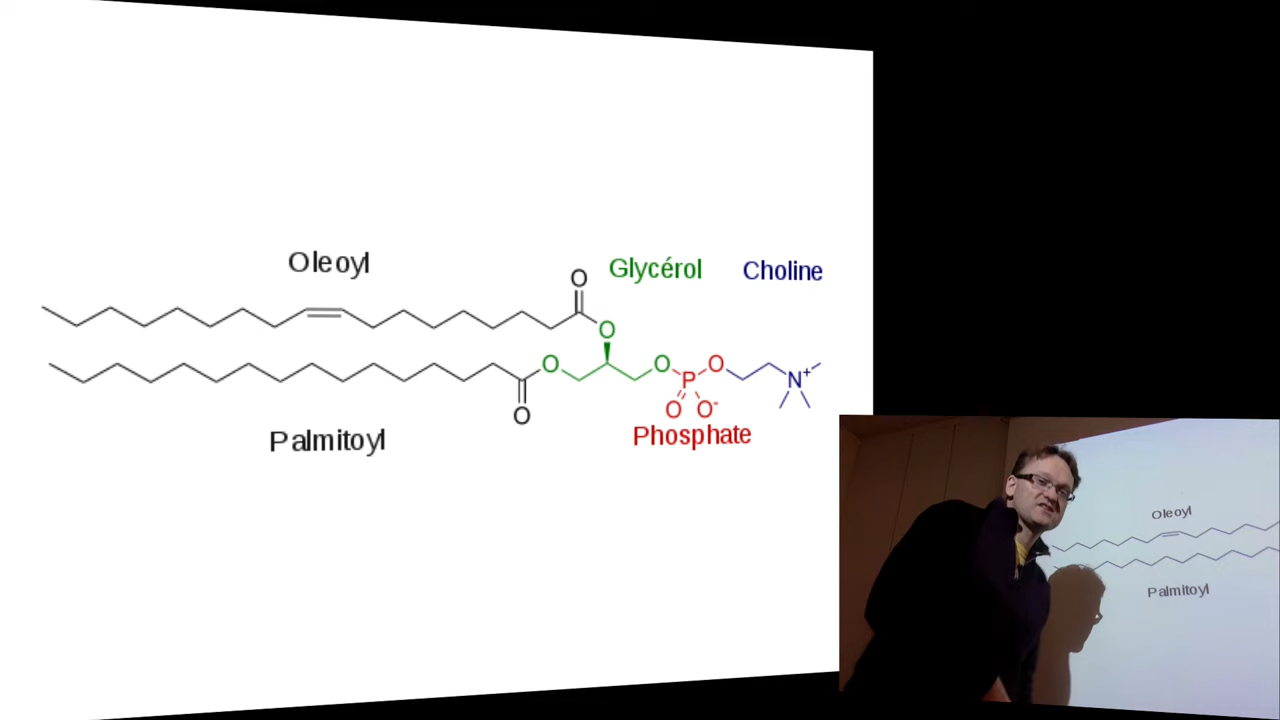 Oleoyl
Glycérol
Choline
O
O
O
O
P
O
N+
O
O
O-
Phosphate
Palmitoyl
Oleoyl
Palmitoyl